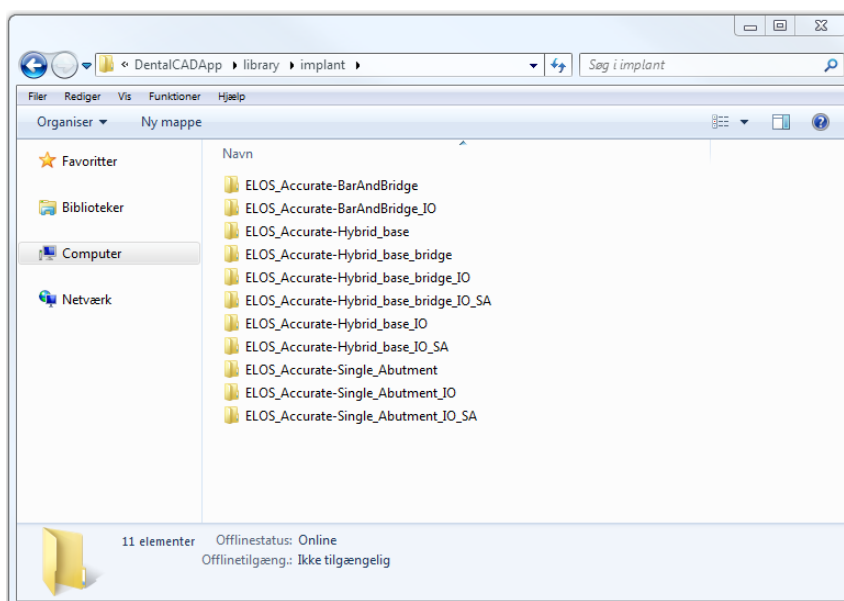 « DentalCADApp library implant
Søg i implant
Filer Rediger Vis Funktioner Hjælp
Organiser Ny mappe
Favoritter
Biblioteker
Computer
Netværk
Navn
ELOS_Accurate-BarAndBridge
ELOS_Accurate-BarAndBridge_IO
ELOS_Accurate-Hybrid_base
ELOS_Accurate-Hybrid_base_bridge
ELOS_Accurate-Hybrid_base_bridge_IO
ELOS_Accurate-Hybrid_base_bridge_IO_SA
ELOS_Accurate-Hybrid_base_IO
ELOS_Accurate-Hybrid_base_IO_SA
ELOS_Accurate-Single_Abutment
ELOS_Accurate-Single_Abutment_IO
ELOS_Accurate-Single_Abutment_IO_SA
11 elementer Offlinestatus: Online
Offlinetilgæng.: Ikke tilgængelig